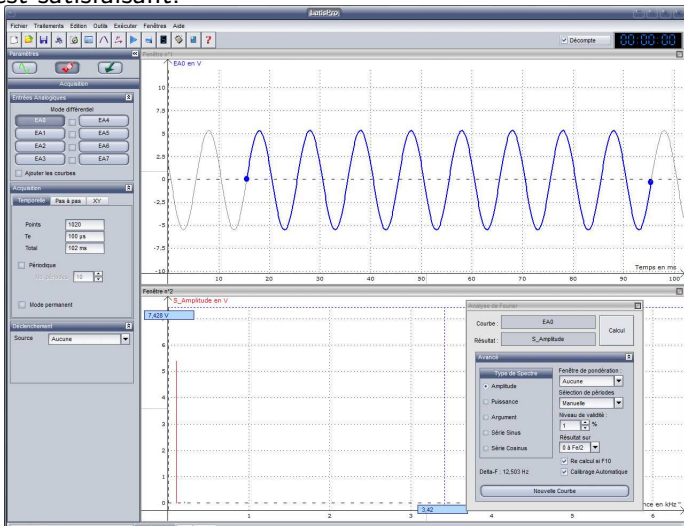 est satisfaisant.
LatisPro
Fichier Traitements Edition Outils Exécuter Fenêtres Aide
Décompte
00:00:00
Paramètres
Acquisition
Entrées Analogiques
Mode différentiel
EA0 EA4
EA1 EA5
EA2 EA6
EA3 EA7
Ajouter les courbes
Acquisition
Temporelle Pas à pas XY
Points 1020
Te 100 µs
Total 102 ms
Périodique
Nb. périodes 10
Mode permanent
Déclenchement
Source Aucune
Fenêtre n°1
EA0 en V
10
7.5
5
2.5
0
-2.5
-5
-7.5
-10
Temps en ms
10 20 30 40 50 60 70 80 90 100
Fenêtre n°2
S_Amplitude en V
7,428 V
6
5
4
3
2
1
0
1 2 3 4 5 6
3,42
nce en kHz
Analyse de Fourier
Courbe : EA0
Résultat : S_Amplitude
Calcul
Avancé
Type de Spectre
Amplitude
Puissance
Argument
Série Sinus
Série Cosinus
Fenêtre de pondération :
Aucune
Sélection de périodes
Manuelle
Niveau de validité :
1 %
Résultat sur
0 à Fe/2
Re calcul si F10
Calibrage Automatique
Delta-F : 12,503 Hz
Nouvelle Courbe